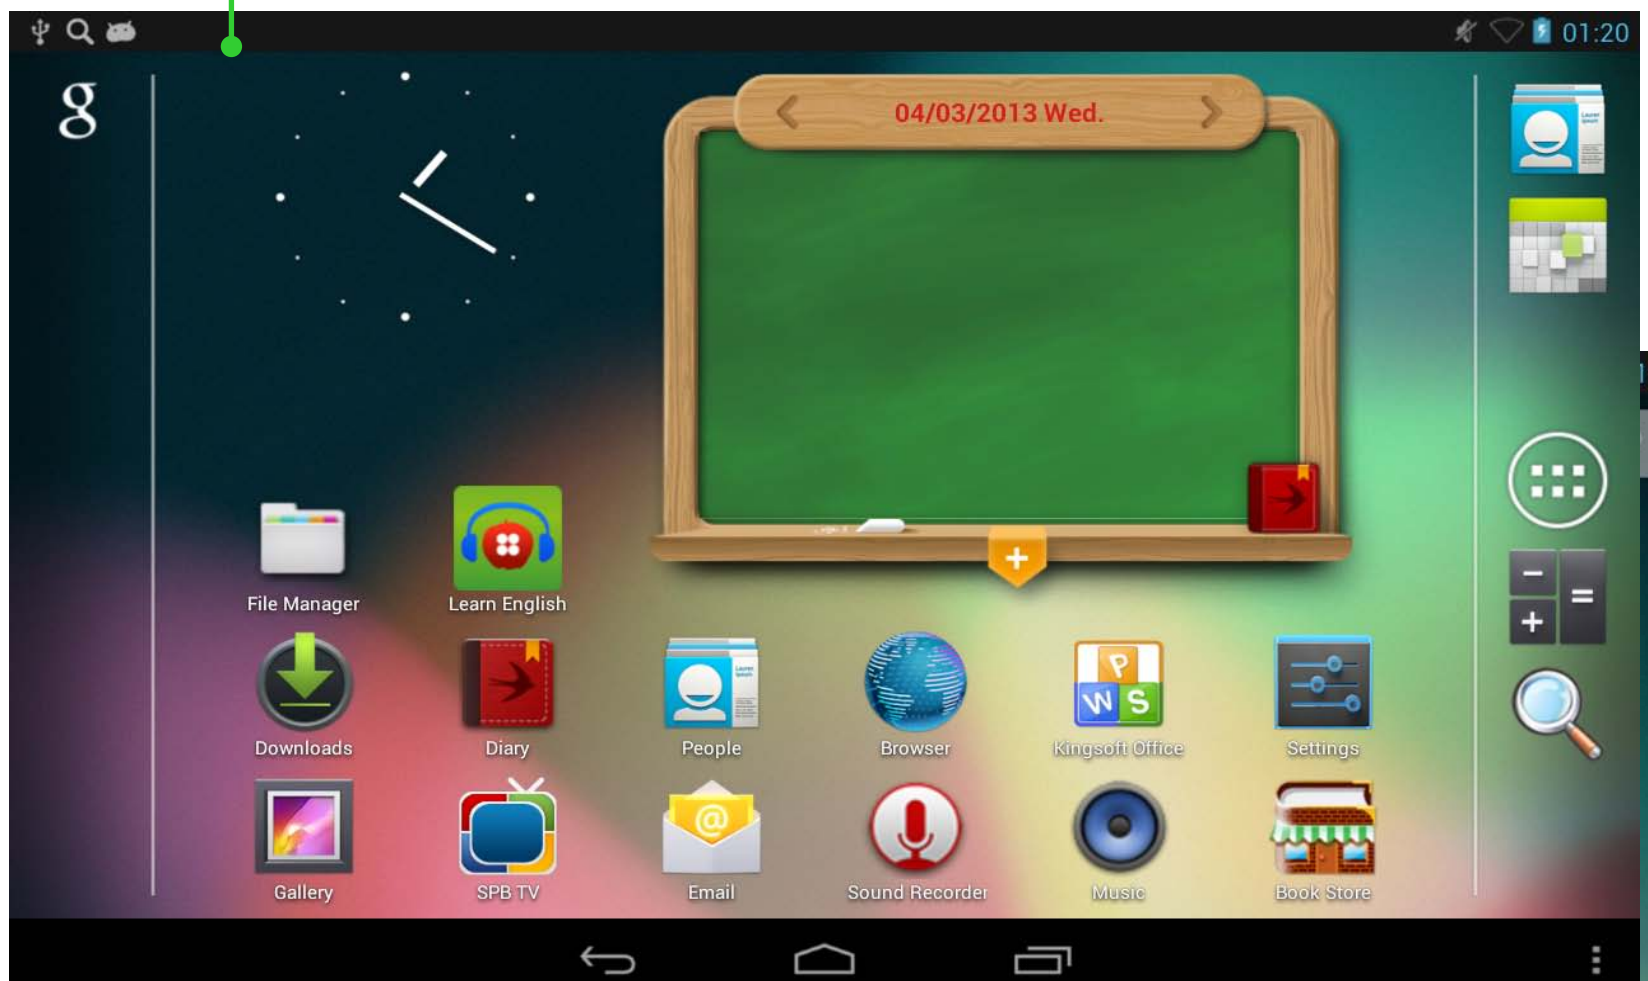 01:20
g
04/03/2013 Wed.
File Manager
Learn English
Downloads
Diary
People
Browser
P
W S
Kingsoft Office
Settings
Gallery
SPB TV
@
Email
Sound Recorder
Music
Book Store